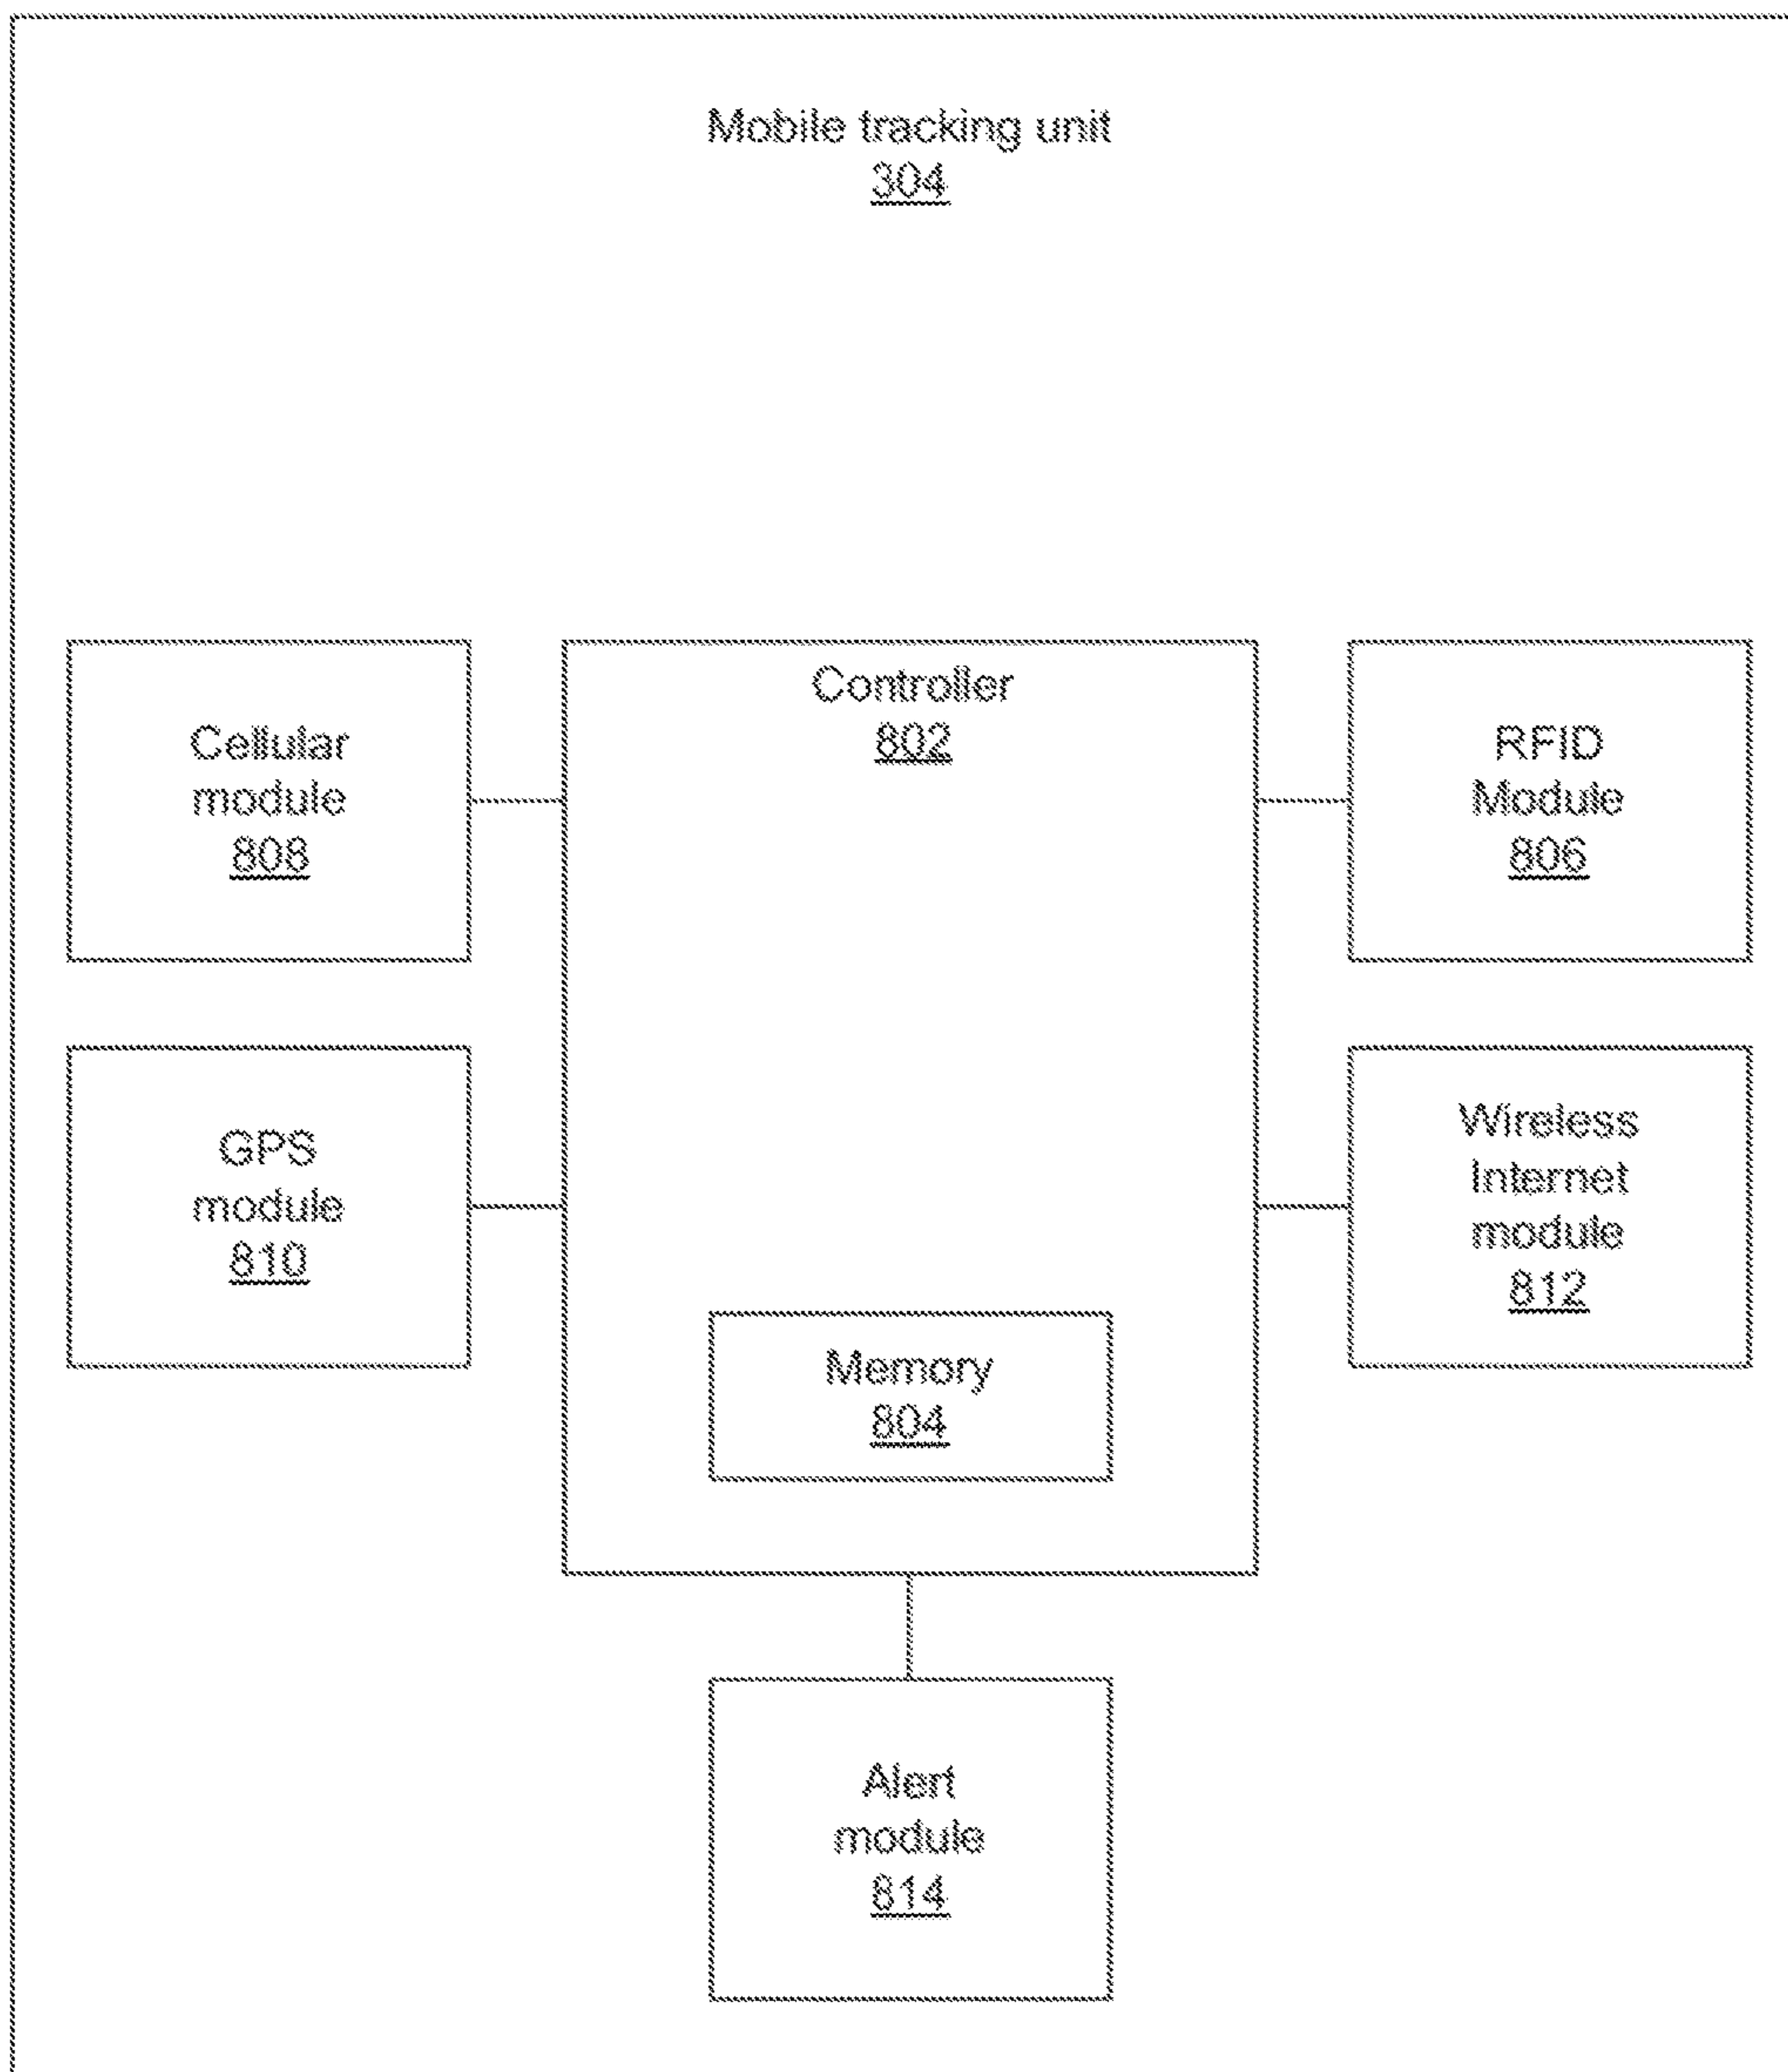 Mobile tracking unit
304
Controller
802
Cellular
module
808
RFID
Module
806
GPS
module
810
Wireless
Internet
module
812
Memory
804
Alert
module
814